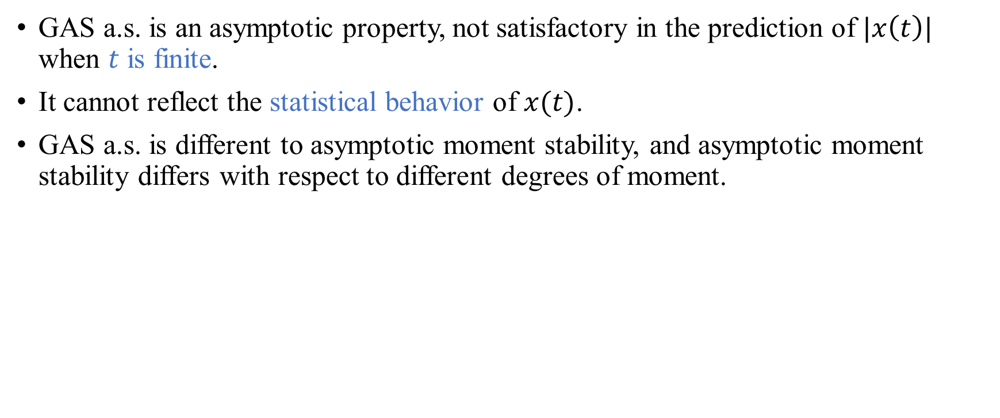 • GAS a.s. is an asymptotic property, not satisfactory in the prediction of |x(t)|
when t is finite.
• It cannot reflect the statistical behavior of x(t).
• GAS a.s. is different to asymptotic moment stability, and asymptotic moment
stability differs with respect to different degrees of moment.